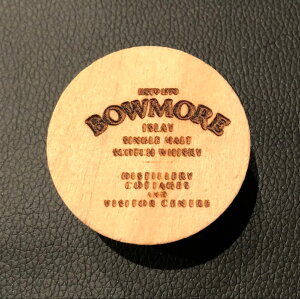 ESTD 1779
BOWMORE
ISLAY
SINGLE MALT
SCOTCH WHISKY
DISTILLERY
COTTAGES
AND
VISITOR CENTRE